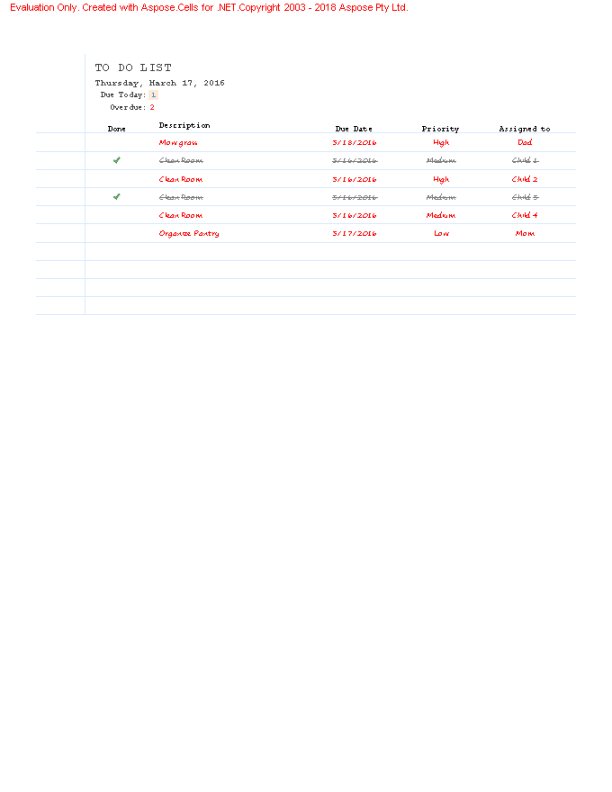 Evaluation Only. Created with Aspose.Cells for .NET.Copyright 2003 - 2018 Aspose Pty Ltd.
TO DO LIST
Thursday, March 17, 2016
Due Today: 1
Overdue: 2
Done Description Due Date Priority Assigned to
Mow grass 3/18/2016 High Dad
✔ Clean Room 3/16/2016 Medium Child 1
Clean Room 3/16/2016 High Child 2
✔ Clean Room 3/16/2016 Medium Child 3
Clean Room 3/16/2016 Medium Child 4
Organize Pantry 3/17/2016 Low Mom